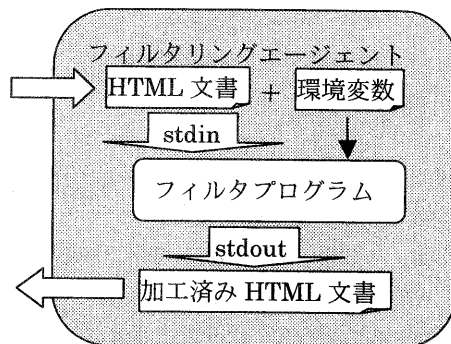 フィルタリングエージェント
HTML 文書 + 環境変数
stdin
フィルタプログラム
stdout
加工済み HTML 文書